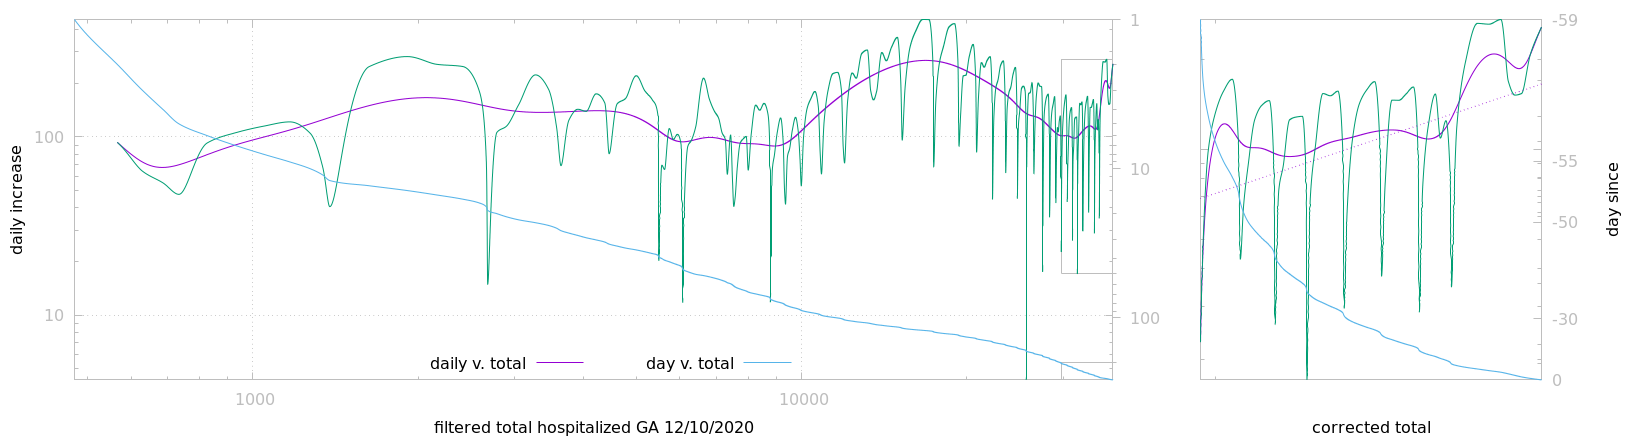 1
-59
100
daily increase
10
-55
-50
day since
10
100
-30
daily v. total
day v. total
0
1000
10000
filtered total hospitalized GA 12/10/2020
corrected total